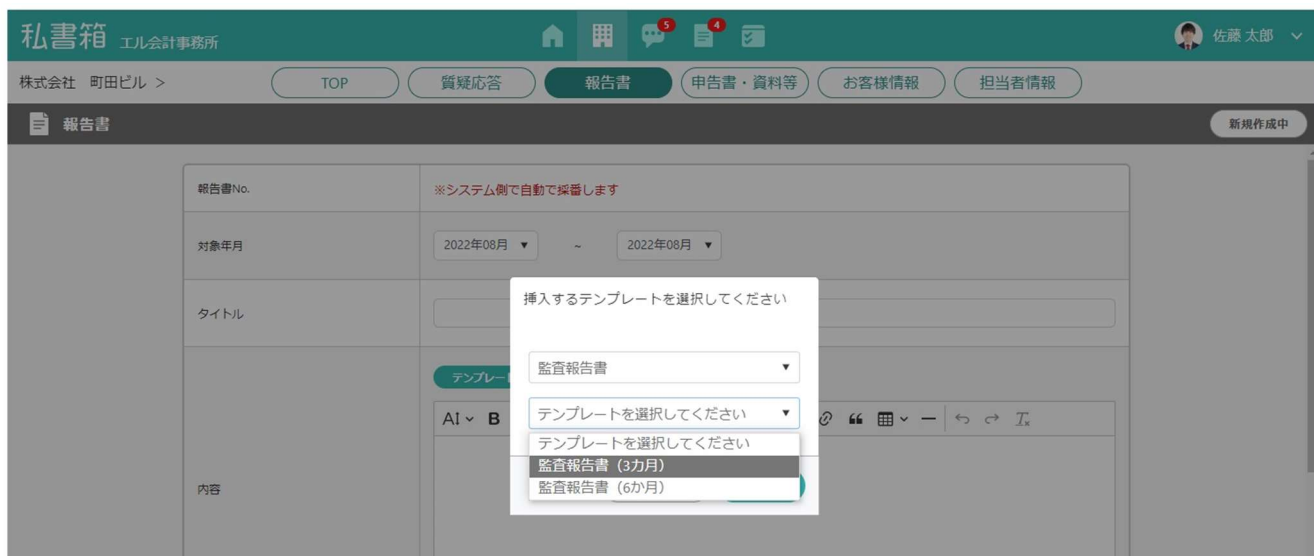 私書箱 エル会計事務所 5 4 佐藤 太郎
株式会社 町田ビル > TOP 質疑応答 報告書 申告書・資料等 お客様情報 担当者情報
報告書 新規作成中
報告書No. ※システム側で自動で採番します
対象年月 2022年08月 ~ 2022年08月
挿入するテンプレートを選択してください
タイトル
監査報告書
テンプレー
AI B テンプレートを選択してください
テンプレートを選択してください
監査報告書（3カ月）
監査報告書（6か月）
内容